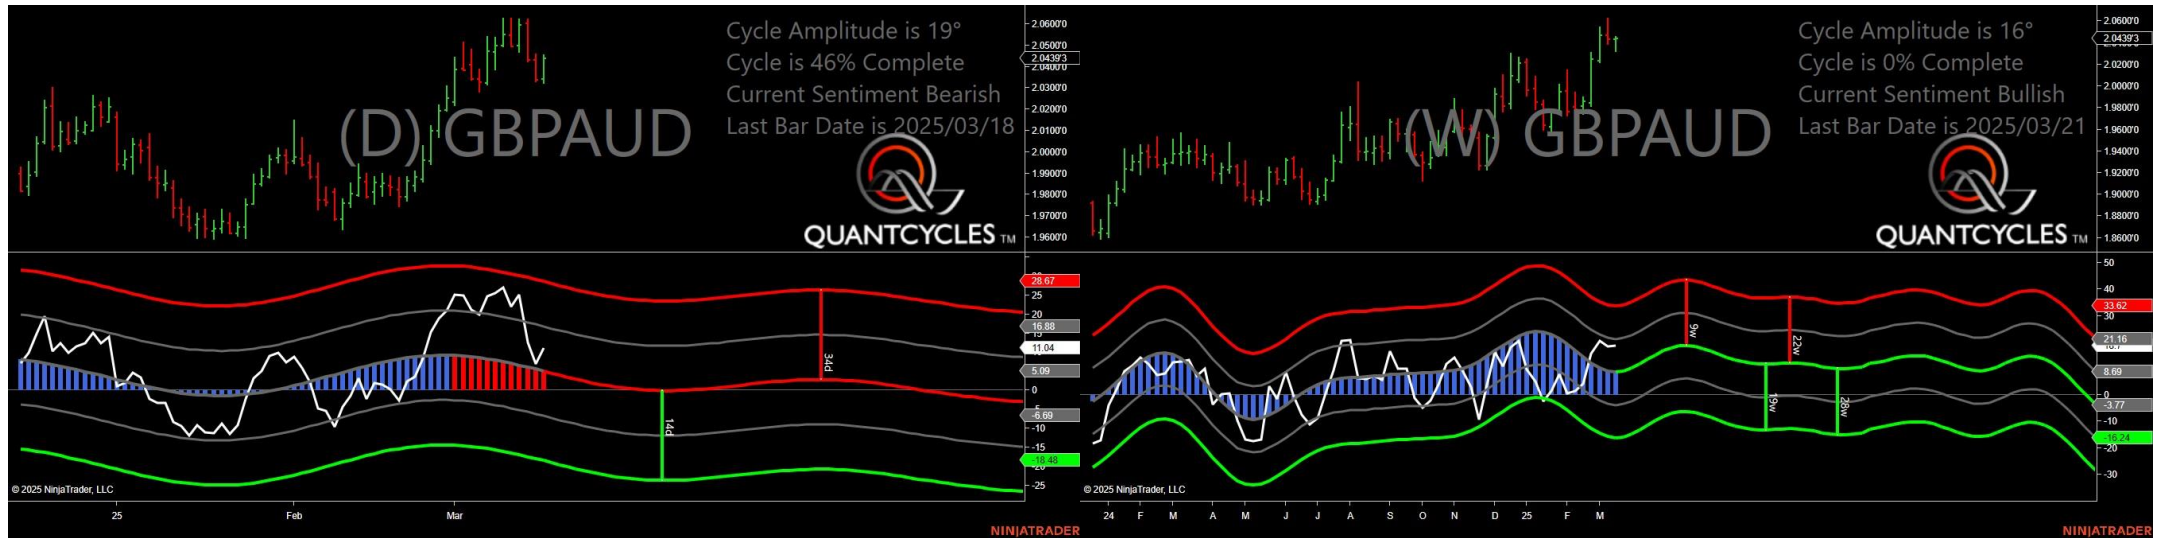 (D) GBPAUD
Cycle Amplitude is 19°
Cycle is 46% Complete
Current Sentiment Bearish
Last Bar Date is 2025/03/18
QUANTCYCLES TM
2.0600'0
2.0500'0
2.0439'3
2.0400'0
2.0300'0
2.0200'0
2.0100'0
2.0000'0
1.9900'0
1.9800'0
1.9700'0
1.9600'0
28.67
25
20
16.88
11.04
5.09
0
-6.69
-10
-15
-18.48
-25
34d
14d
© 2025 NinjaTrader, LLC
25
Feb
Mar
NINJATRADER
(W) GBPAUD
Cycle Amplitude is 16°
Cycle is 0% Complete
Current Sentiment Bullish
Last Bar Date is 2025/03/21
QUANTCYCLES TM
2.0600'0
2.0439'3
2.0200'0
2.0000'0
1.9800'0
1.9600'0
1.9400'0
1.9200'0
1.9000'0
1.8800'0
1.8600'0
50
40
33.62
30
21.16
8.69
0
-3.77
-10
-16.24
-20
-30
9w
22w
19w
28w
© 2025 NinjaTrader, LLC
24 F M A M J J A S O N D 25 F M
NINJATRADER